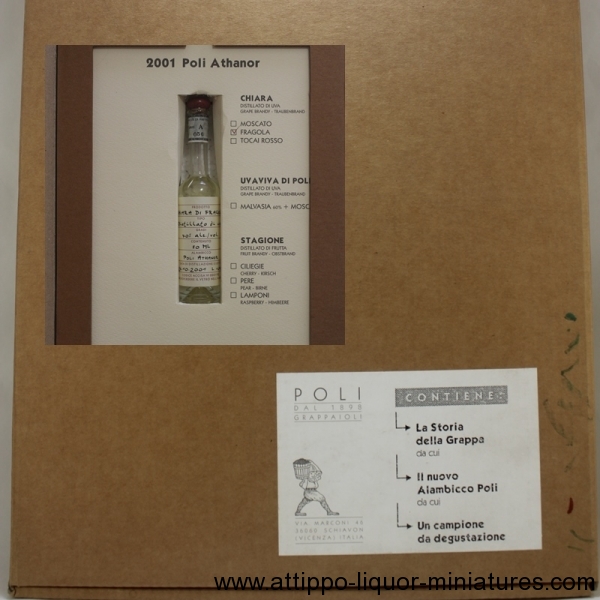 2001 Poli Athanor
CHIARA
DISTILLATO DI UVA
GRAPE BRANDY - TRAUBENBRAND
MOSCATO
FRAGOLA
TOCAI ROSSO
UVAVIVA DI POLI
DISTILLATO DI UVA
GRAPE BRANDY - TRAUBENBRAND
MALVASIA 60% + MOSC
STAGIONE
DISTILLATO DI FRUTTA
FRUIT BRANDY - OBSTBRAND
CILIEGIE
CHERRY - KIRSCH
PERE
PEAR - BIRNE
LAMPONI
RASPBERRY - HIMBEERE
POLI ATHANOR
POLI
DAL 1898
GRAPPAIOLI
VIA MARCONI 46
36060 SCHIAVON
(VICENZA) ITALIA
CONTIENE:
La Storia
della Grappa
da cui
Il nuovo
Alambicco Poli
da cui
Un campione
da degustazione
www.attippo-liquor-miniatures.com